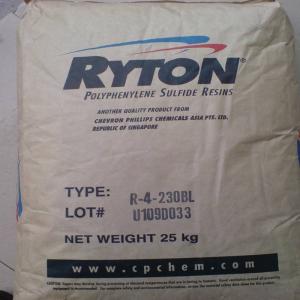 RYTON®
POLYPHENYLENE SULFIDE RESINS
ANOTHER QUALITY PRODUCT FROM
CHEVRON PHILLIPS CHEMICALS ASIA PTE. LTD.
REPUBLIC OF SINGAPORE
TYPE: R-4-230BL
LOT# U109D033
NET WEIGHT 25 kg
www.cpchem.com